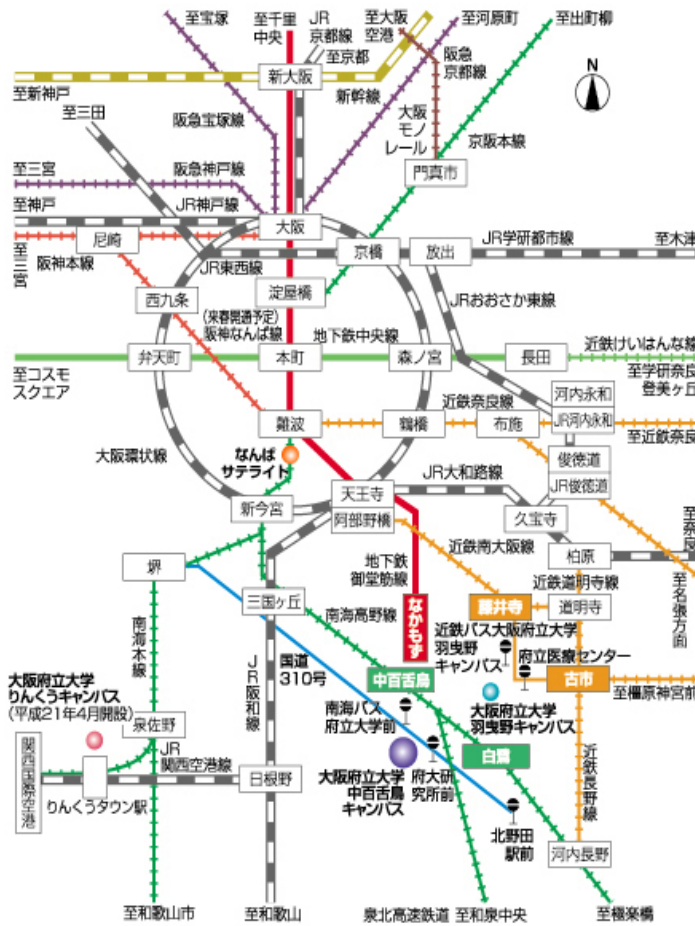 至宝塚
至千里
中央
JR
京都線
至京都
至大阪
空港
至河原町
至出町柳
阪急
京都線
新大阪
至新神戸
新幹線
N
至三田
阪急宝塚線
大阪
モノ
レール
京阪本線
門真市
至三宮
阪急神戸線
至神戸
JR神戸線
大阪
尼崎
京橋
放出
JR学研都市線
至木津
至
三
宮
阪神本線
JR東西線
淀屋橋
西九条
JRおおさか東線
(来春開通予定)
阪神なんば線
地下鉄中央線
近鉄けいはんな線
弁天町
本町
森ノ宮
長田
至コスモ
スクエア
至学研奈良
登美ヶ丘
河内永和
JR河内永和
近鉄奈良線
難波
鶴橋
布施
至近鉄奈良
なんば
サテライト
大阪環状線
俊徳道
JR俊徳道
JR大和路線
天王寺
新今宮
阿部野橋
久宝寺
至
奈
良
近鉄南大阪線
柏原
堺
地下鉄
御堂筋線
近鉄道明寺線
至名張方面
三国ヶ丘
南海高野線
なかもず
藤井寺
道明寺
南海本線
近鉄バス大阪府立大学
羽曳野
キャンパス
府立医療センター
国道
310号
JR阪和線
中百舌鳥
古市
至橿原神宮前
大阪府立大学
りんくうキャンパス
(平成21年4月開設)
南海バス
府立大学前
大阪府立大学
羽曳野キャンパス
泉佐野
白鷺
近鉄長野線
JR
関西空港線
関西国際空港
りんくうタウン駅
日根野
大阪府立大学
中百舌鳥
キャンパス
府大研
究所前
北野田
駅前
河内長野
至和歌山市
至和歌山
泉北高速鉄道
至和泉中央
至極楽橋